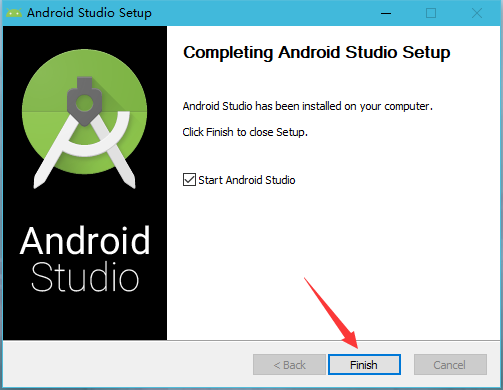 Android Studio Setup
Completing Android Studio Setup
Android Studio has been installed on your computer.
Click Finish to close Setup.
Start Android Studio
Android
Studio
< Back
Finish
Cancel